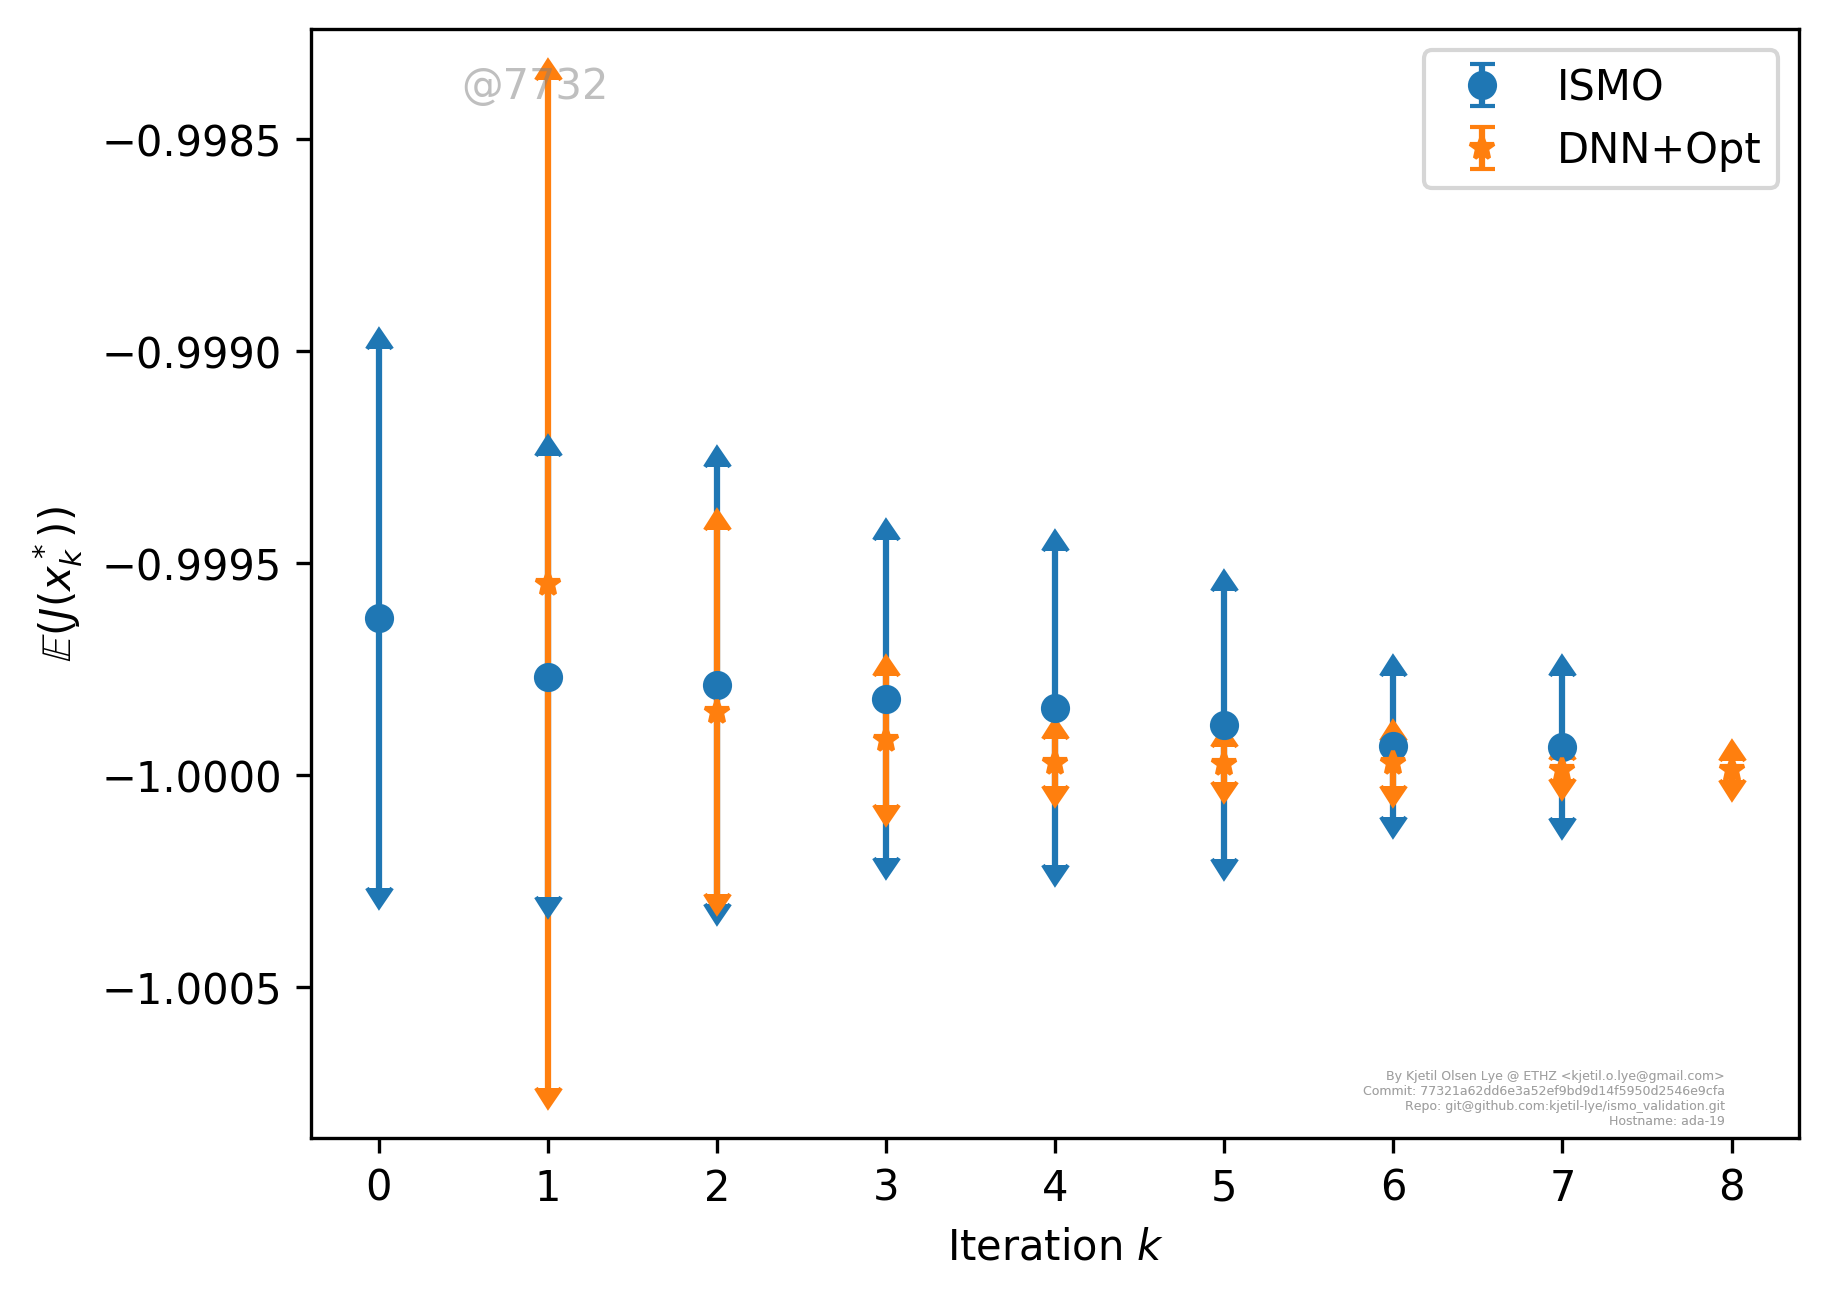 @7732
ISMO
DNN+Opt
−0.9985
−0.9990
−0.9995
−1.0000
−1.0005
𝔼(J(x*k))
By Kjetil Olsen Lye @ ETHZ <kjetil.o.lye@gmail.com>
Commit: 77321a62dd6e3a52ef9bd9d14f5950d2546e9cfa
Repo: git@github.com:kjetil-lye/ismo_validation.git
Hostname: ada-19
0 1 2 3 4 5 6 7 8
Iteration k